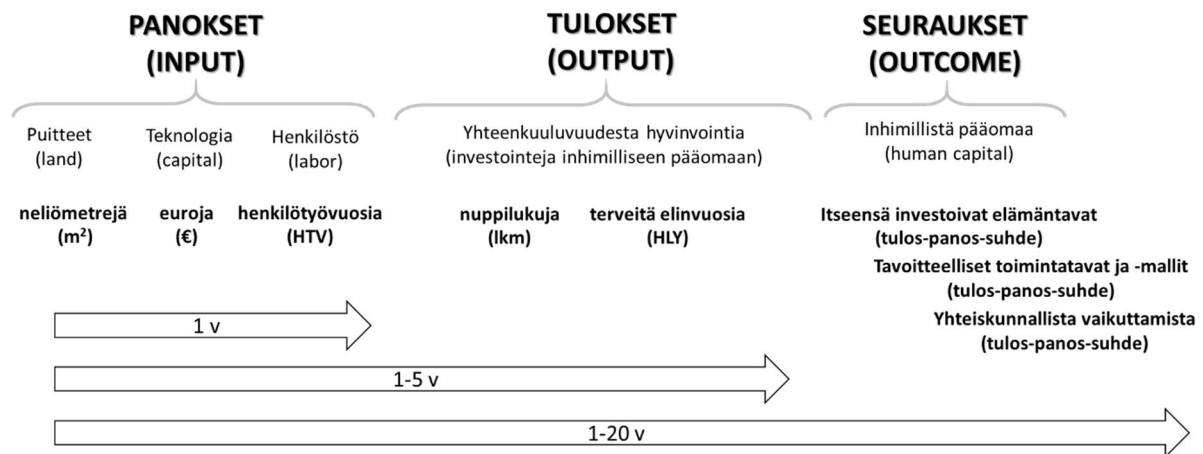 PANOKSET
(INPUT)
TULOKSET
(OUTPUT)
SEURAUKSET
(OUTCOME)
Puitteet
(land)
Teknologia
(capital)
Henkilöstö
(labor)
Yhteenkuuluvuudesta hyvinvointia
(investointeja inhimilliseen pääomaan)
Inhimillistä pääomaa
(human capital)
neliömetrejä
(m²)
euroja
(€)
henkilötyövuosia
(HTV)
nuppilukuja
(lkm)
terveitä elinvuosia
(HLY)
Itseensä investoivat elämäntavat
(tulos-panos-suhde)
Tavoitteelliset toimintatavat ja -mallit
(tulos-panos-suhde)
Yhteiskunnallista vaikuttamista
(tulos-panos-suhde)
1 v
1-5 v
1-20 v